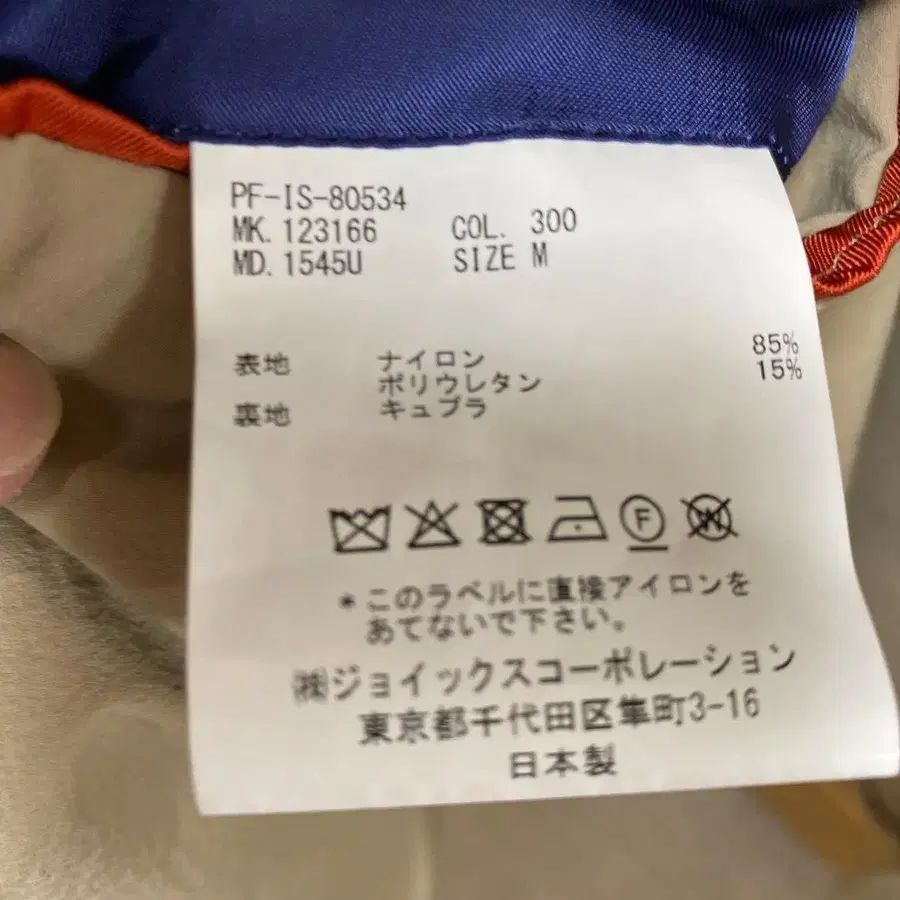 PF-IS-80534
MK. 123166 COL. 300
MD. 1545U SIZE M
表地 ナイロン 85%
ポリウレタン 15%
裏地 キュプラ
F
W
*このラベルに直接アイロンを
あてないで下さい。
㈱ジョイックスコーポレーション
東京都千代田区隼町3-16
日本製